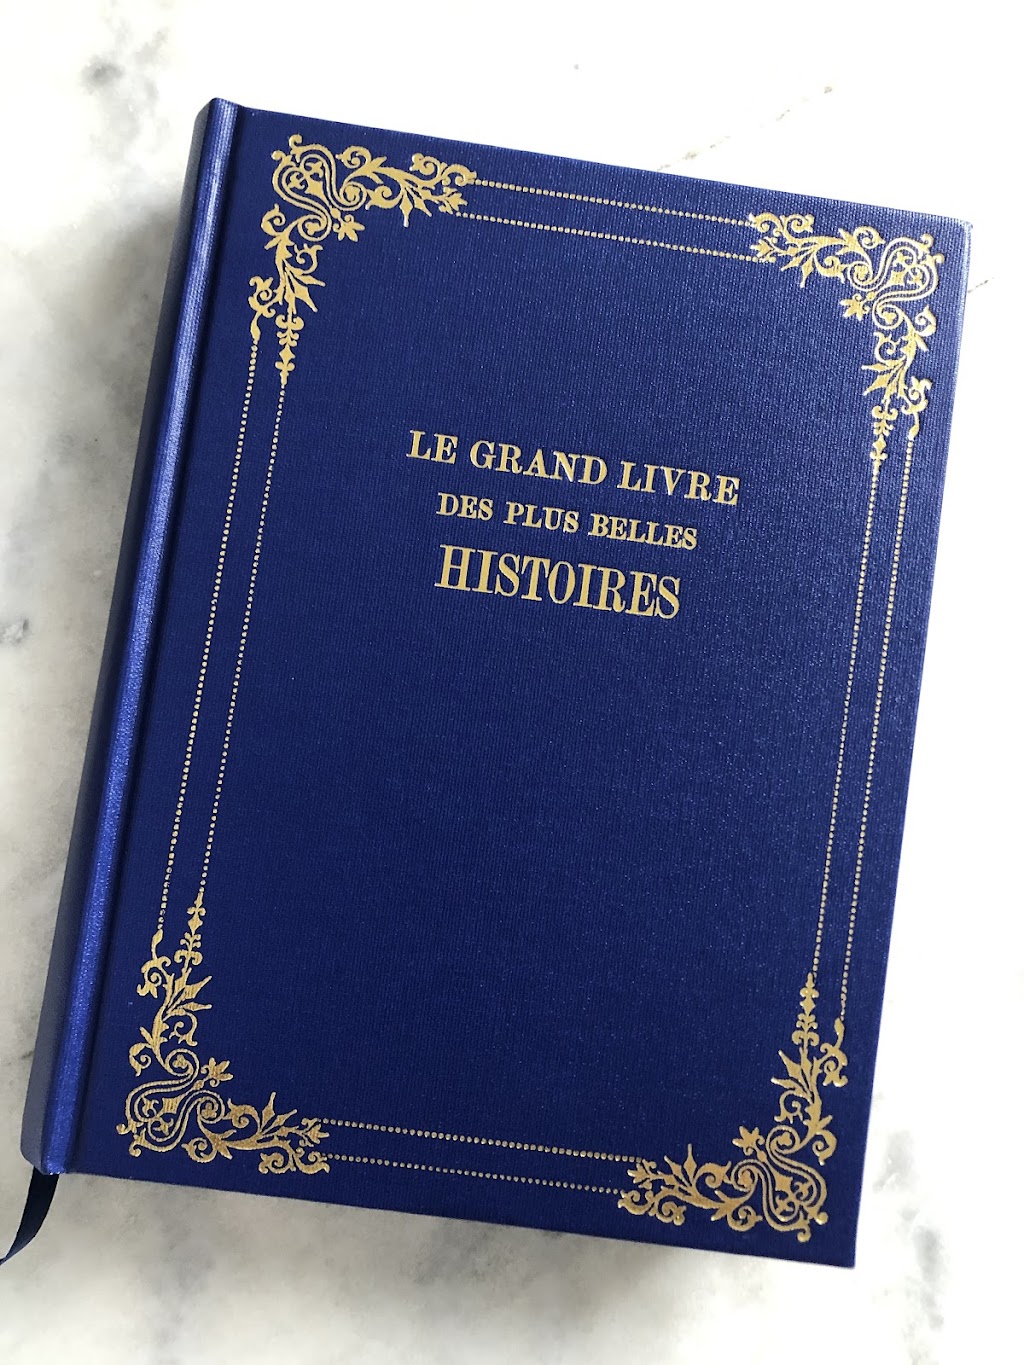 LE GRAND LIVRE
DES PLUS BELLES
HISTOIRES